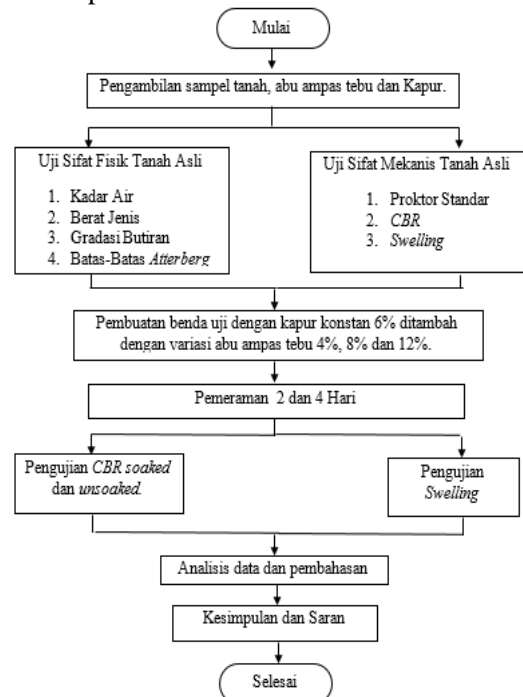 Mulai
Pengambilan sampel tanah, abu ampas tebu dan Kapur.
Uji Sifat Fisik Tanah Asli
1. Kadar Air
2. Berat Jenis
3. Gradasi Butiran
4. Batas-Batas Atterberg
Uji Sifat Mekanis Tanah Asli
1. Proktor Standar
2. CBR
3. Swelling
Pembuatan benda uji dengan kapur konstan 6% ditambah
dengan variasi abu ampas tebu 4%, 8% dan 12%.
Pemeraman 2 dan 4 Hari
Pengujian CBR soaked
dan unsoaked.
Pengujian
Swelling
Analisis data dan pembahasan
Kesimpulan dan Saran
Selesai